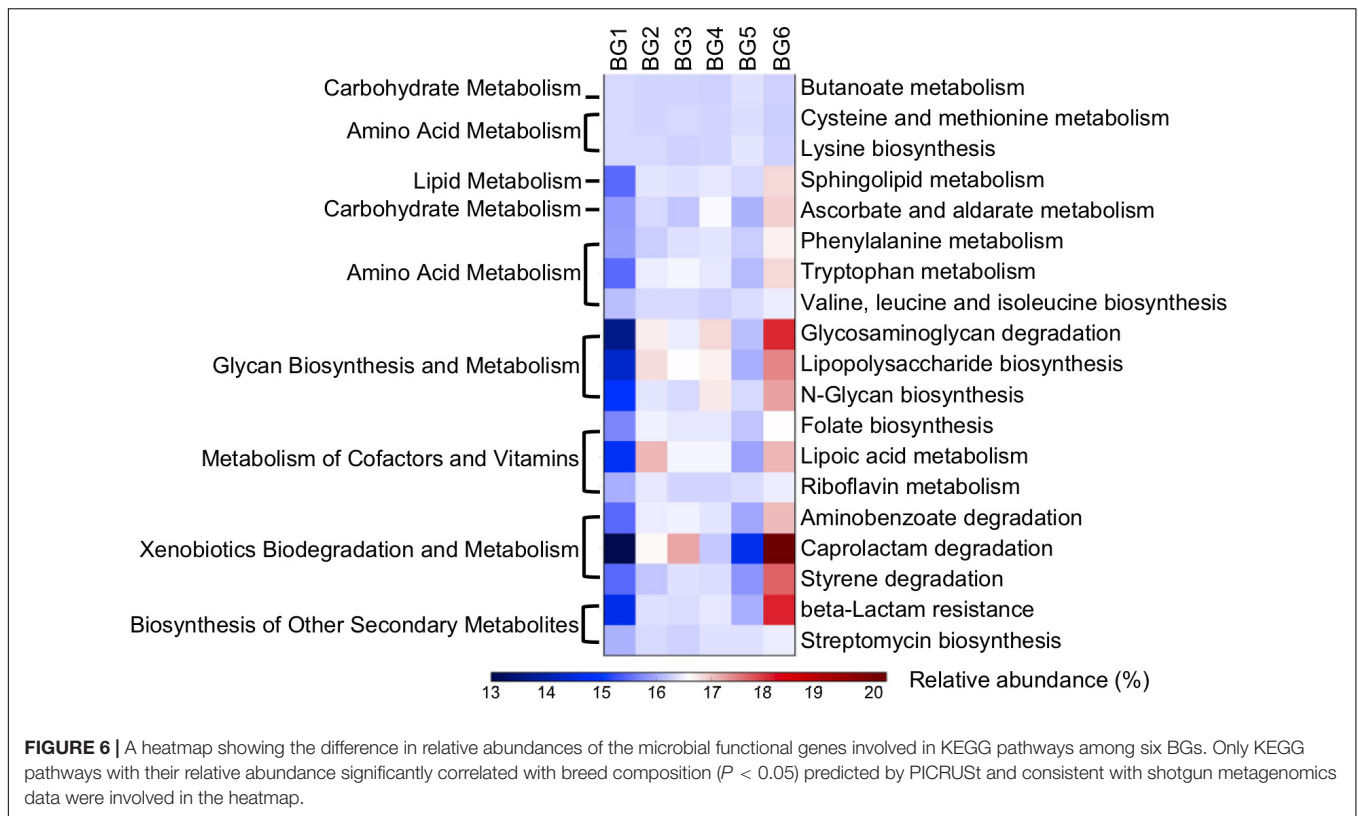 BG1 BG2 BG3 BG4 BG5 BG6
Carbohydrate Metabolism
Butanoate metabolism
Amino Acid Metabolism
Cysteine and methionine metabolism
Lysine biosynthesis
Lipid Metabolism
Sphingolipid metabolism
Carbohydrate Metabolism
Ascorbate and aldarate metabolism
Amino Acid Metabolism
Phenylalanine metabolism
Tryptophan metabolism
Valine, leucine and isoleucine biosynthesis
Glycan Biosynthesis and Metabolism
Glycosaminoglycan degradation
Lipopolysaccharide biosynthesis
N-Glycan biosynthesis
Metabolism of Cofactors and Vitamins
Folate biosynthesis
Lipoic acid metabolism
Riboflavin metabolism
Xenobiotics Biodegradation and Metabolism
Aminobenzoate degradation
Caprolactam degradation
Styrene degradation
Biosynthesis of Other Secondary Metabolites
beta-Lactam resistance
Streptomycin biosynthesis
13 14 15 16 17 18 19 20
Relative abundance (%)
FIGURE 6 | A heatmap showing the difference in relative abundances of the microbial functional genes involved in KEGG pathways among six BGs. Only KEGG
pathways with their relative abundance significantly correlated with breed composition (P < 0.05) predicted by PICRUSt and consistent with shotgun metagenomics
data were involved in the heatmap.